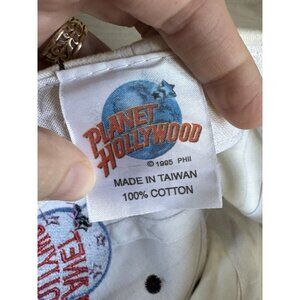 PLANET
HOLLYWOOD
© 1995 PHII
MADE IN TAIWAN
100% COTTON